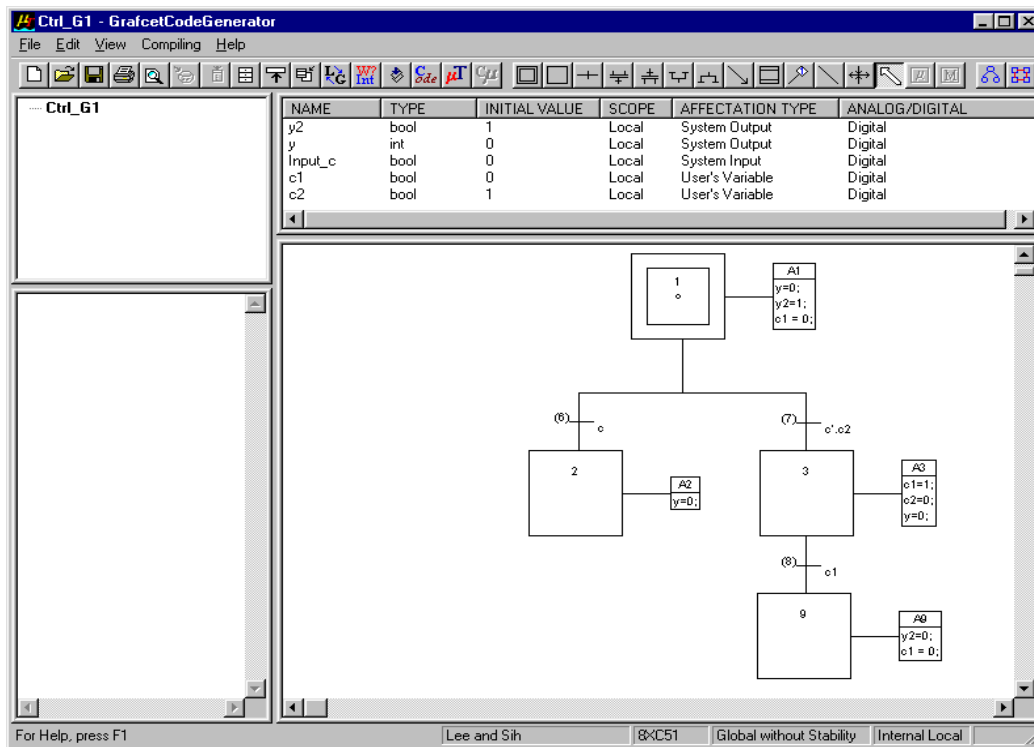 Ctrl_G1 - GrafcetCodeGenerator
File Edit View Compiling Help
L G W? Int Code μT Cμ μ M
Ctrl_G1
NAME TYPE INITIAL VALUE SCOPE AFFECTATION TYPE ANALOG/DIGITAL
y2 bool 1 Local System Output Digital
y int 0 Local System Output Digital
Input_c bool 0 Local System Input Digital
c1 bool 0 Local User's Variable Digital
c2 bool 1 Local User's Variable Digital
1
A1
y=0;
y2=1;
c1 = 0;
(6) c
(7) c'.c2
2
A2
y=0;
3
A3
c1=1;
c2=0;
y=0;
(8) c1
9
A9
y2=0;
c1 = 0;
For Help, press F1 Lee and Sih 8XC51 Global without Stability Internal Local